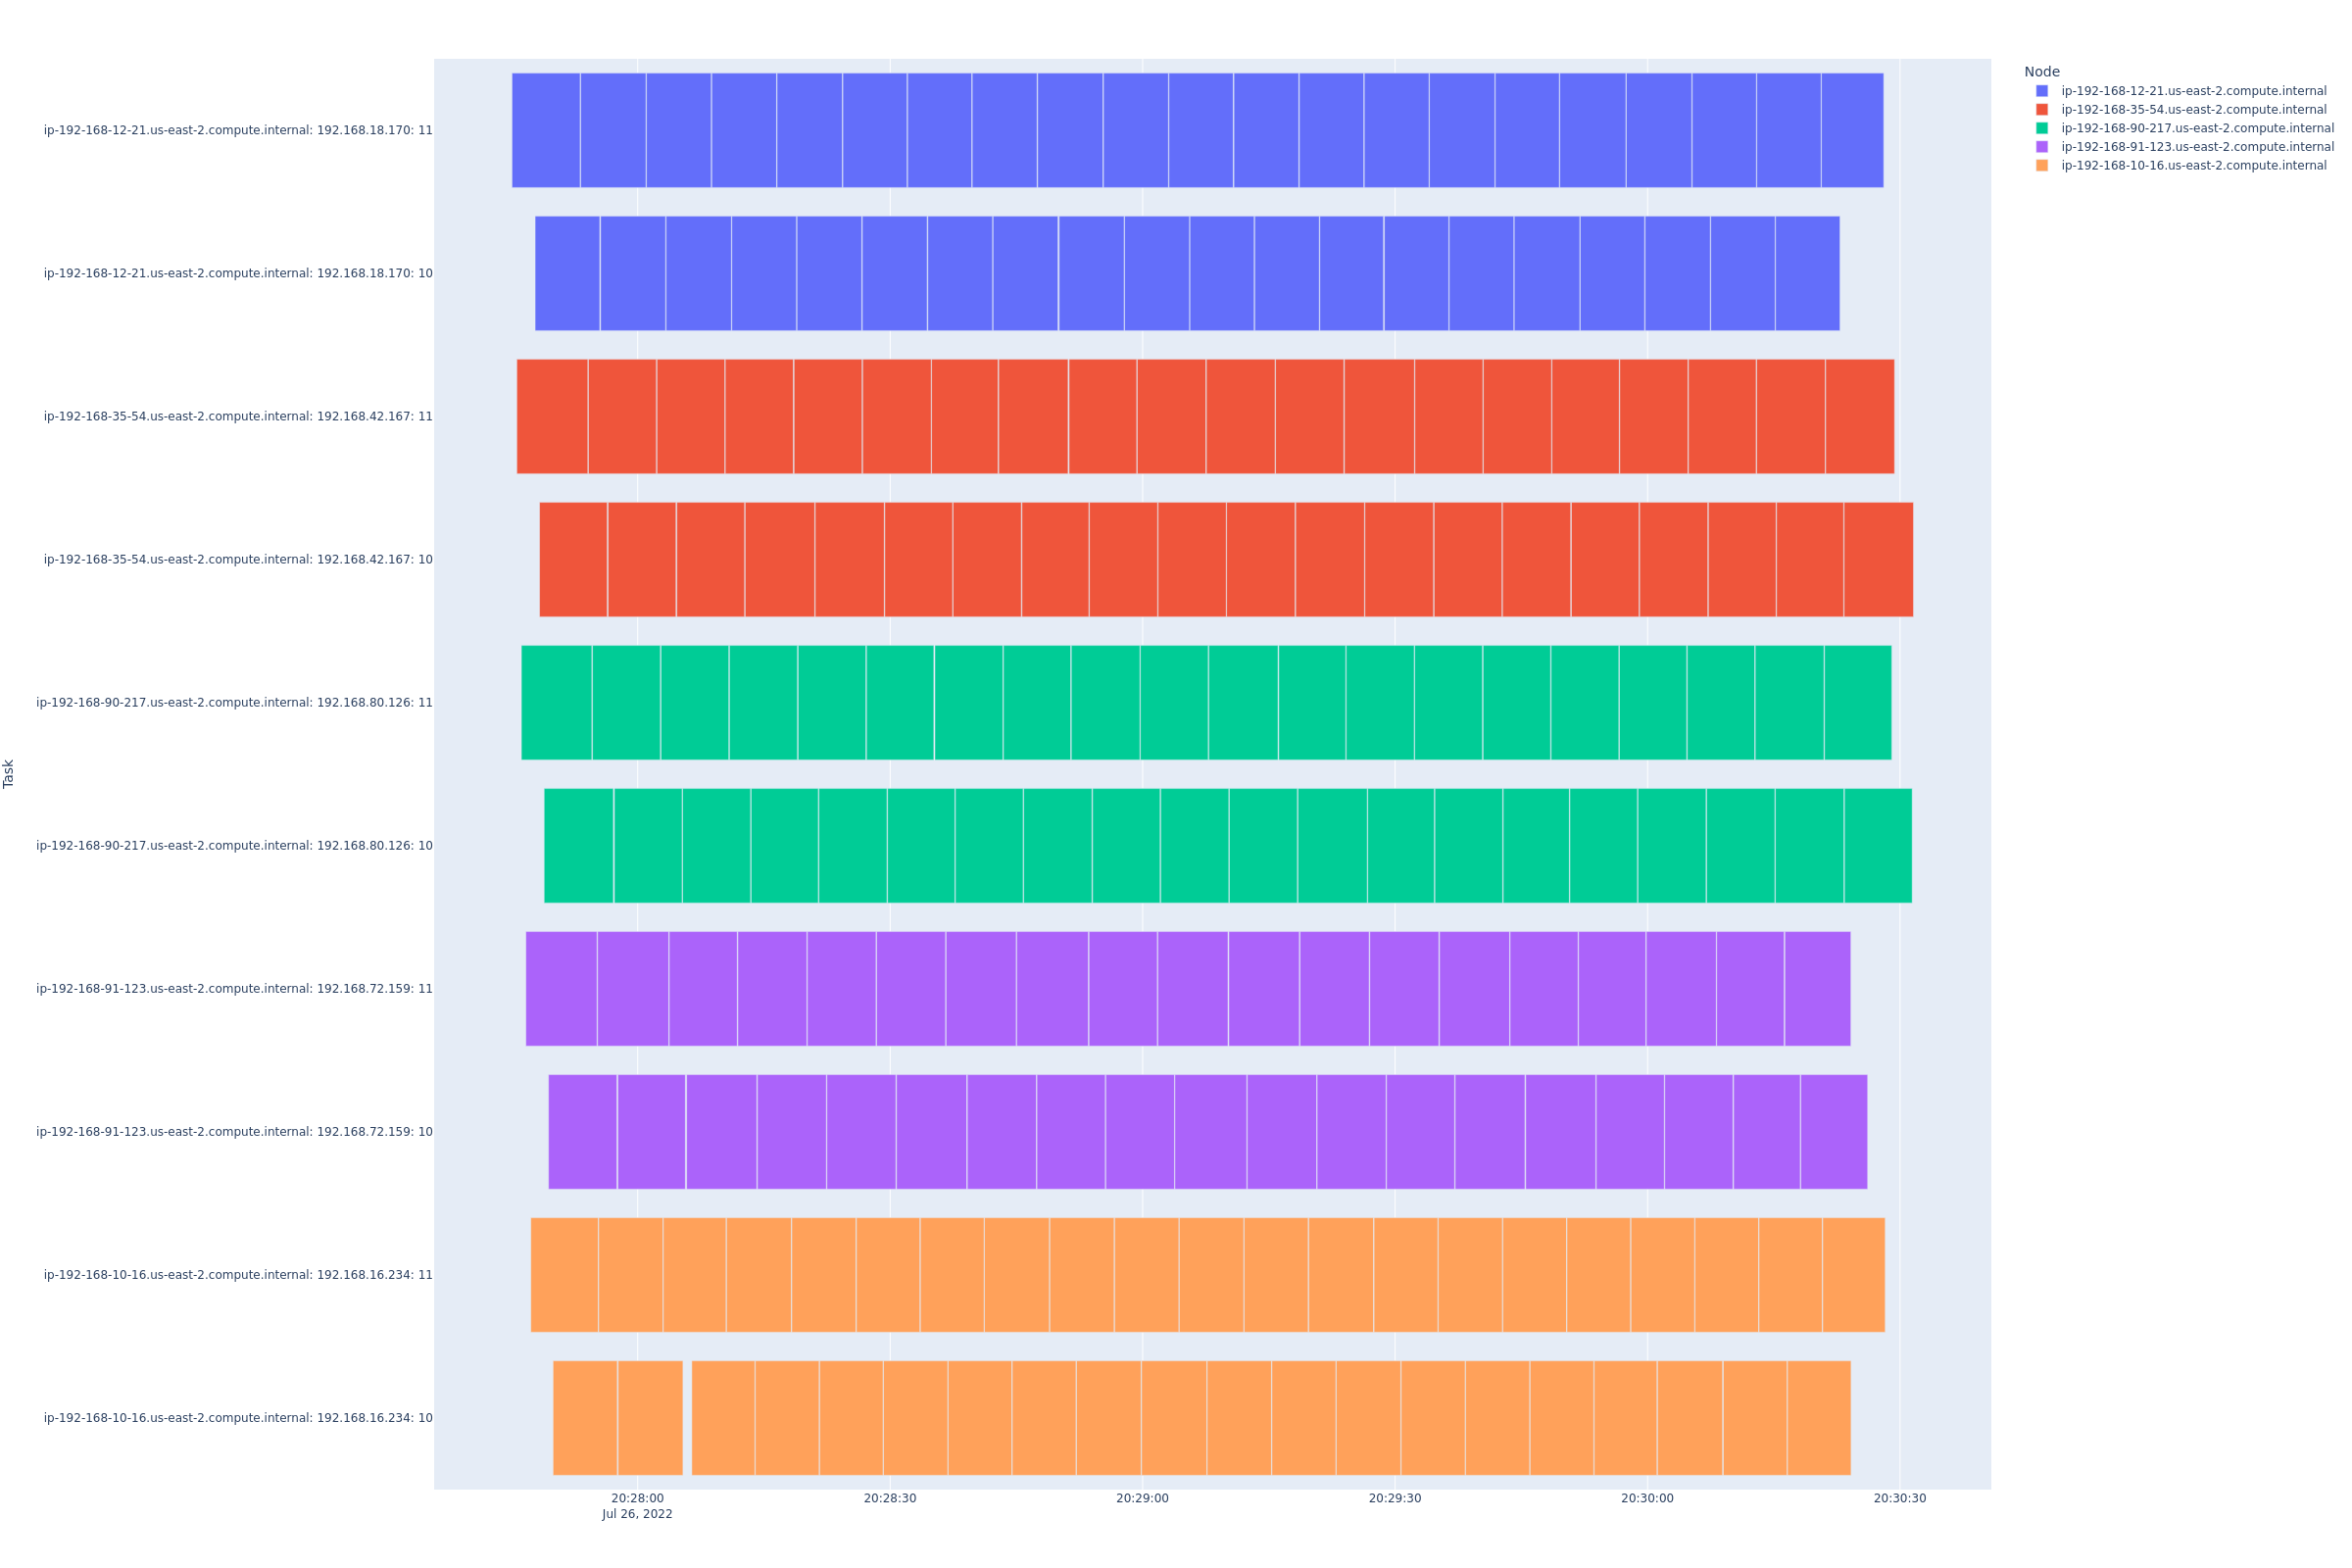 Node
ip-192-168-12-21.us-east-2.compute.internal
ip-192-168-35-54.us-east-2.compute.internal
ip-192-168-90-217.us-east-2.compute.internal
ip-192-168-91-123.us-east-2.compute.internal
ip-192-168-10-16.us-east-2.compute.internal
ip-192-168-12-21.us-east-2.compute.internal: 192.168.18.170: 11
ip-192-168-12-21.us-east-2.compute.internal: 192.168.18.170: 10
ip-192-168-35-54.us-east-2.compute.internal: 192.168.42.167: 11
ip-192-168-35-54.us-east-2.compute.internal: 192.168.42.167: 10
ip-192-168-90-217.us-east-2.compute.internal: 192.168.80.126: 11
Task
ip-192-168-90-217.us-east-2.compute.internal: 192.168.80.126: 10
ip-192-168-91-123.us-east-2.compute.internal: 192.168.72.159: 11
ip-192-168-91-123.us-east-2.compute.internal: 192.168.72.159: 10
ip-192-168-10-16.us-east-2.compute.internal: 192.168.16.234: 11
ip-192-168-10-16.us-east-2.compute.internal: 192.168.16.234: 10
20:28:00 20:28:30 20:29:00 20:29:30 20:30:00 20:30:30
Jul 26, 2022